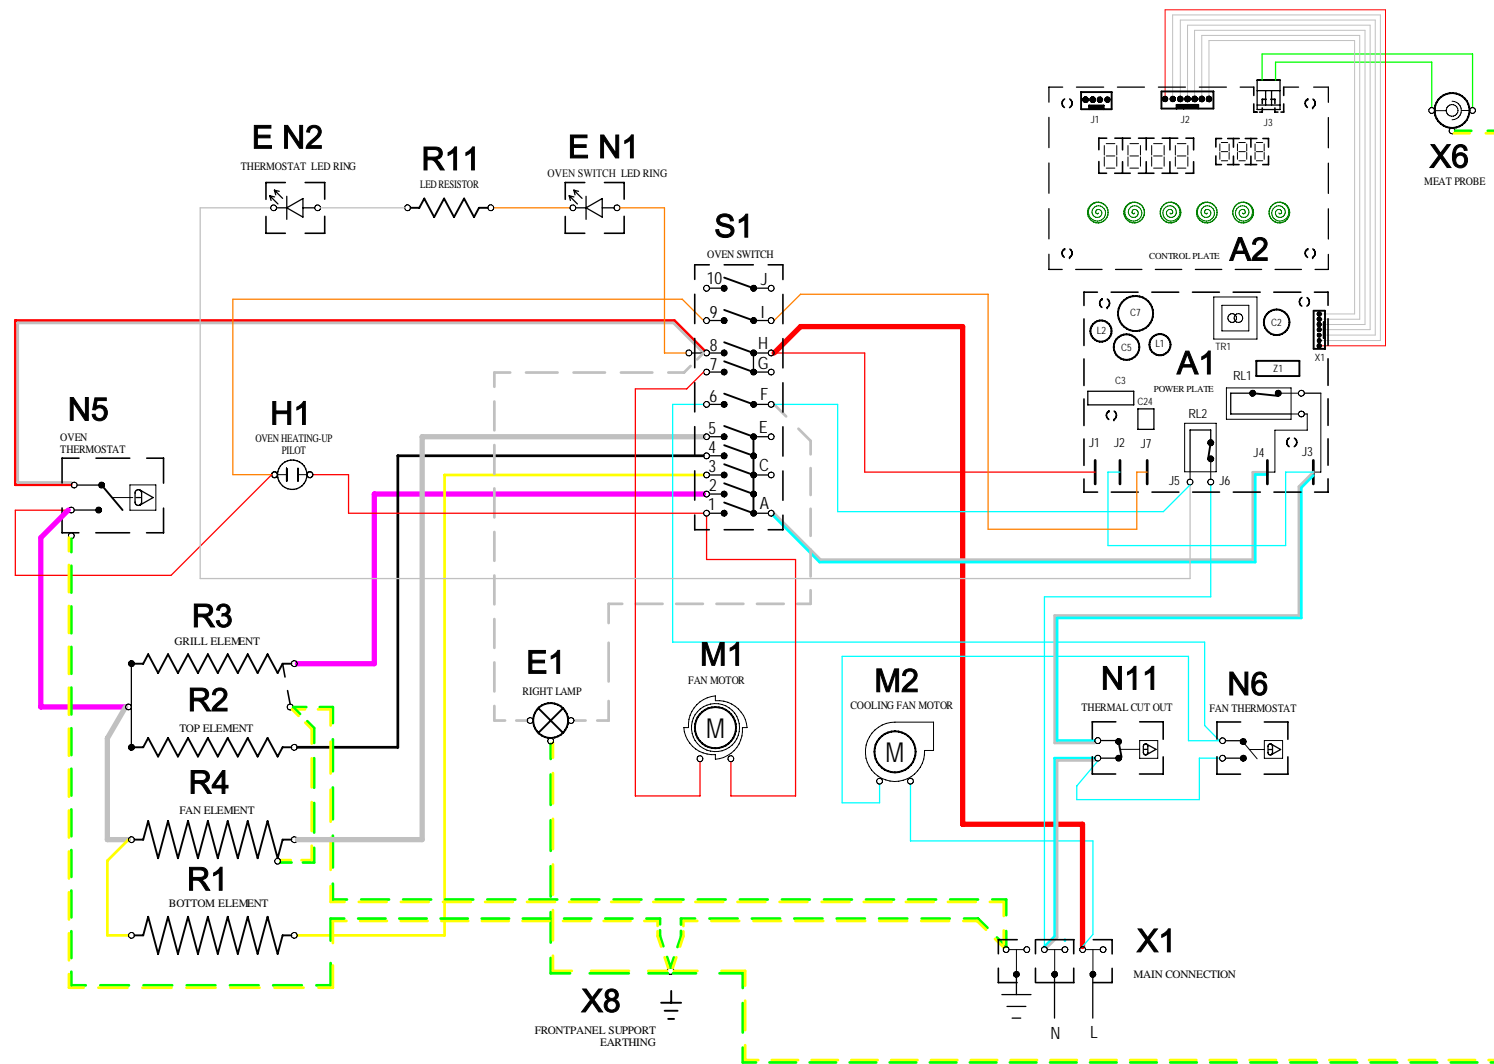 J1
J2
J3
X6
MEAT PROBE
E N2
THERMOSTAT LED RING
R11
LED RESISTOR
E N1
OVEN SWITCH LED RING
CONTROL PLATE
A2
S1
OVEN SWITCH
10 J
9 I
8 H
7 G
6 F
5 E
4
3 C
2
1 A
C7
L2
C5
L1
TR1
C2
X1
A1
POWER PLATE
RL1
Z1
C3
C24
RL2
J1
J2
J7
J5
J6
J4
J3
N5
OVEN
THERMOSTAT
H1
OVEN HEATING-UP
PILOT
R3
GRILL ELEMENT
R2
TOP ELEMENT
R4
FAN ELEMENT
R1
BOTTOM ELEMENT
E1
RIGHT LAMP
M1
FAN MOTOR
M
M2
COOLING FAN MOTOR
M
N11
THERMAL CUT OUT
N6
FAN THERMOSTAT
X1
MAIN CONNECTION
N
L
X8
FRONTPANEL SUPPORT
EARTHING